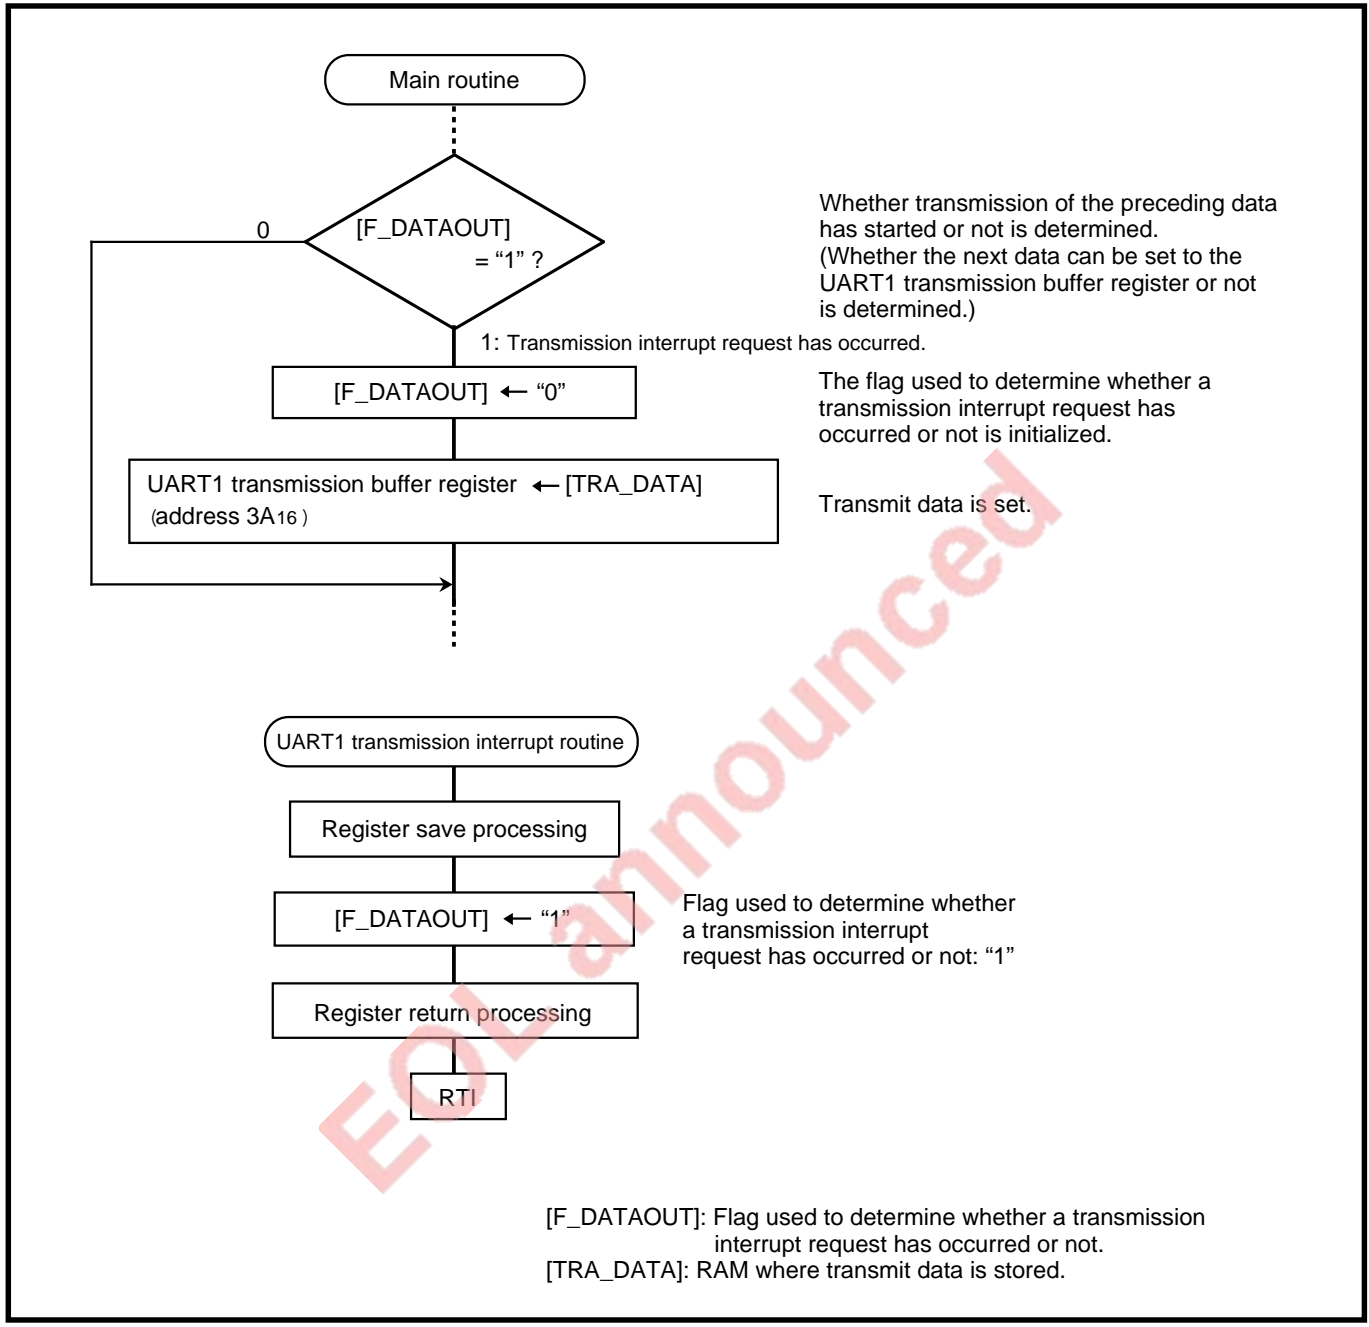 Main routine
0
[F_DATAOUT]
= “1” ?
Whether transmission of the preceding data
has started or not is determined.
(Whether the next data can be set to the
UART1 transmission buffer register or not
is determined.)
1: Transmission interrupt request has occurred.
[F_DATAOUT] ← “0”
The flag used to determine whether a
transmission interrupt request has
occurred or not is initialized.
UART1 transmission buffer register ← [TRA_DATA]
(address 3A16 )
Transmit data is set.
UART1 transmission interrupt routine
Register save processing
[F_DATAOUT] ← “1”
Flag used to determine whether
a transmission interrupt
request has occurred or not: “1”
Register return processing
RTI
[F_DATAOUT]: Flag used to determine whether a transmission
interrupt request has occurred or not.
[TRA_DATA]: RAM where transmit data is stored.
EOL announced